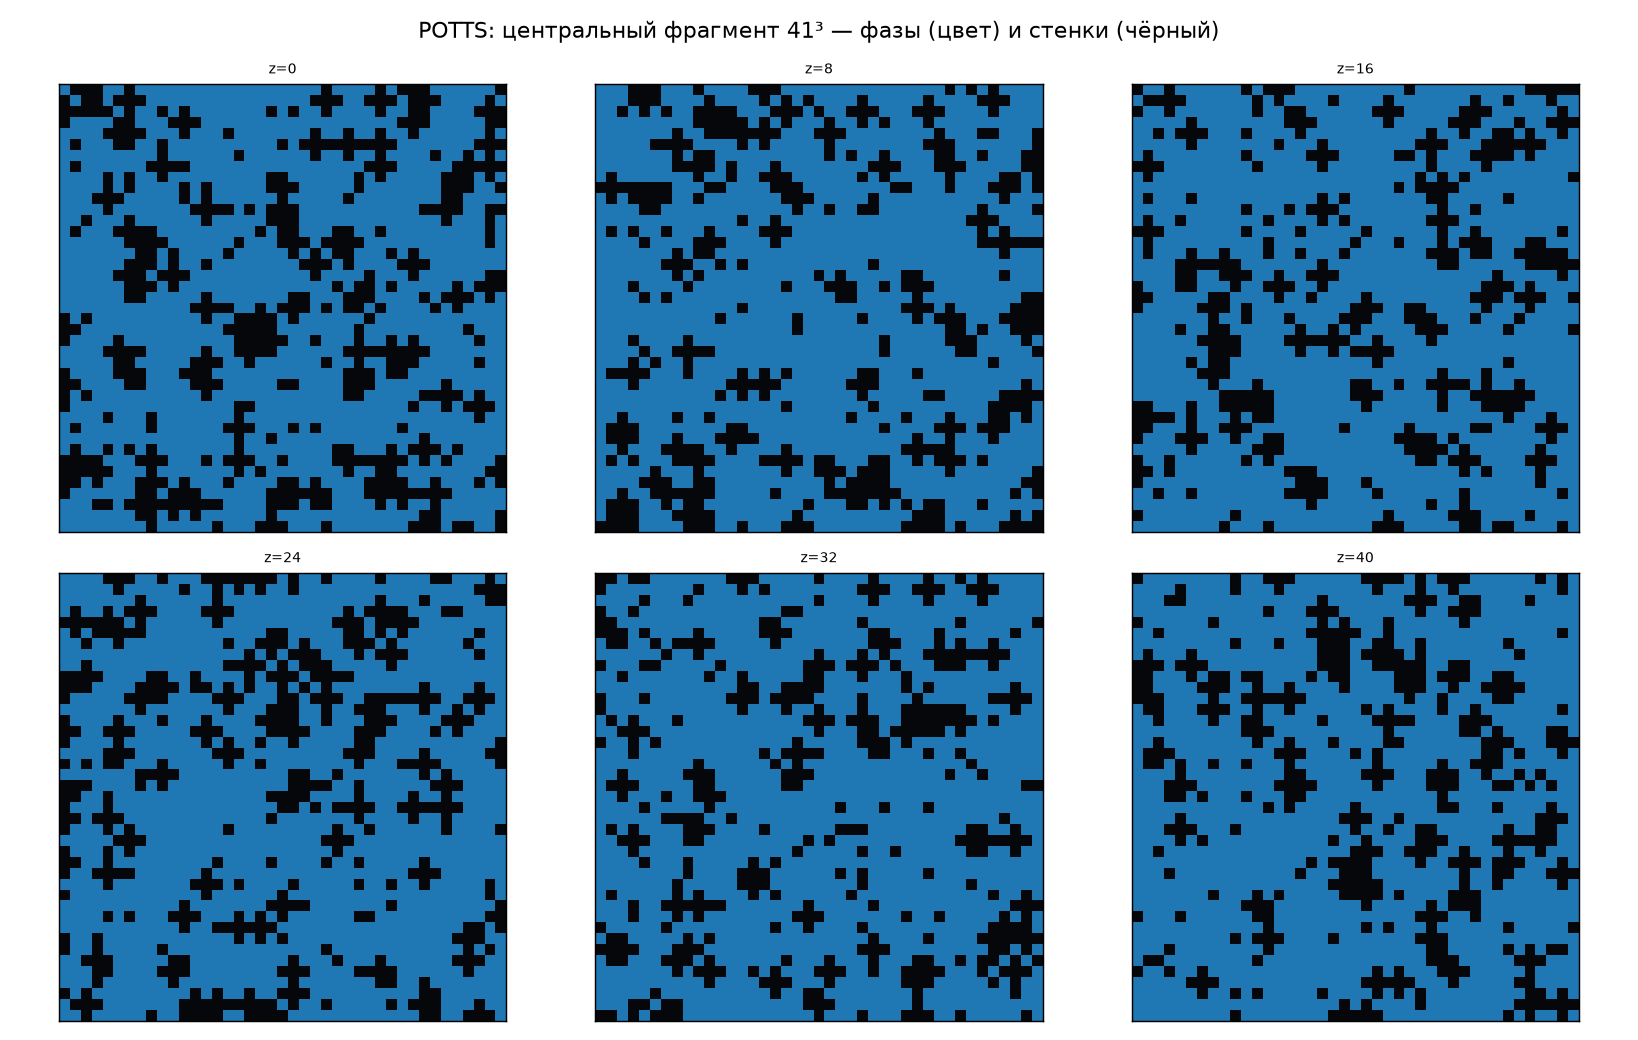 POTTS: центральный фрагмент 41³ — фазы (цвет) и стенки (чёрный)
z=0
z=8
z=16
z=24
z=32
z=40